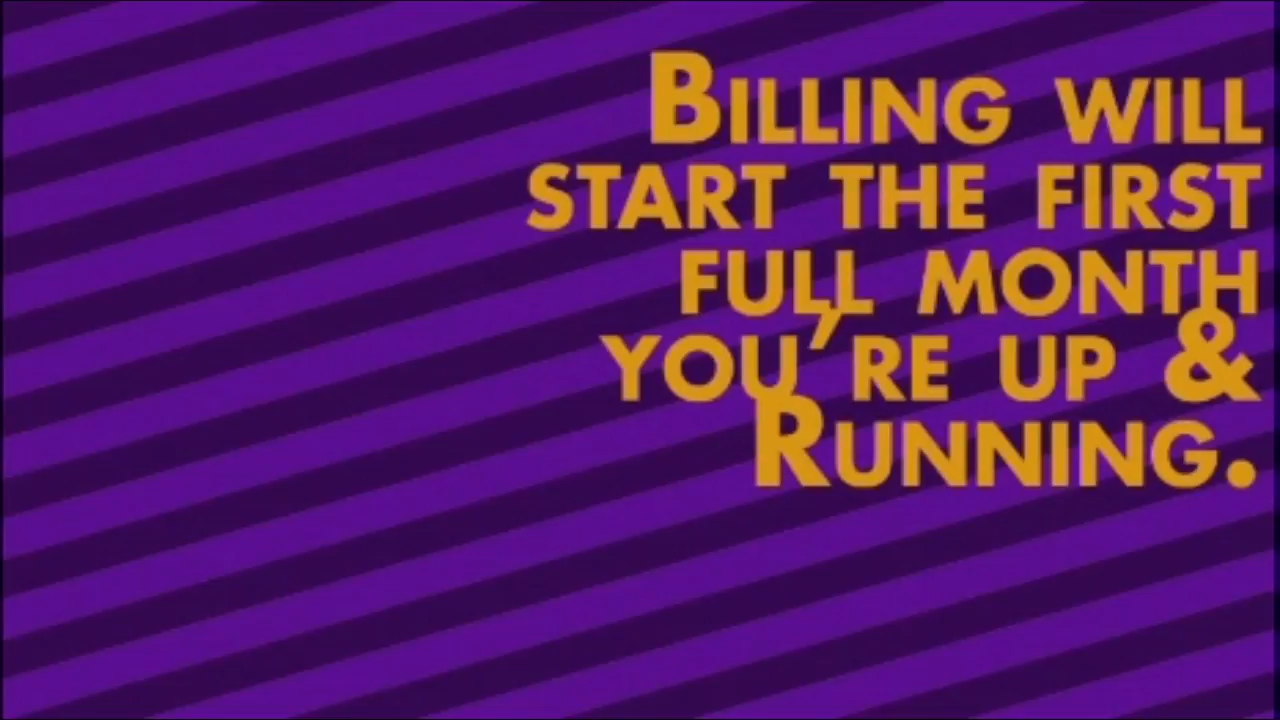 Billing will
start the first
full month
you're up &
Running.